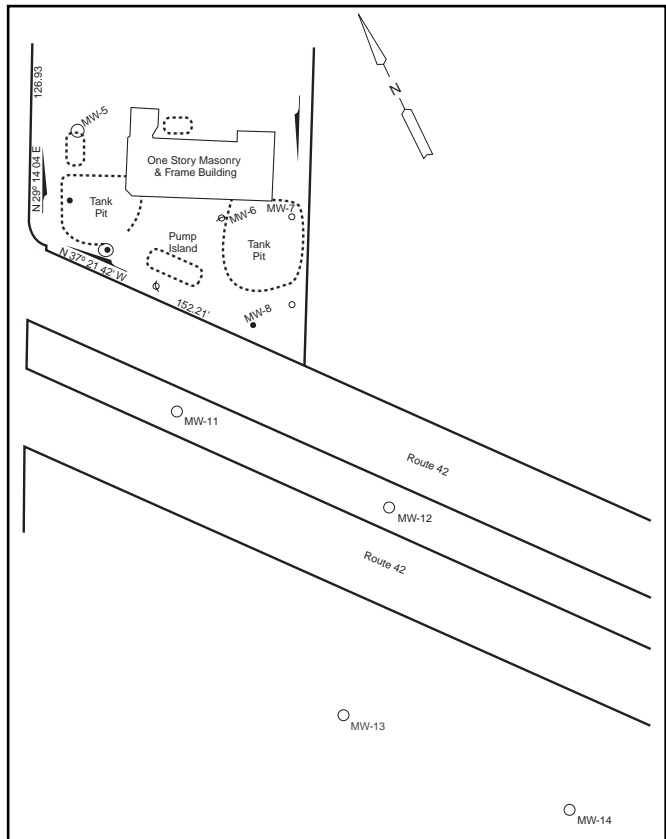 126.93
N
MW-5
N 29º 14 04 E
One Story Masonry
& Frame Building
Tank
Pit
MW-6
MW-7
Pump
Island
Tank
Pit
N 37º 21 42' W
152.21'
MW-8
MW-11
Route 42
MW-12
Route 42
MW-13
MW-14